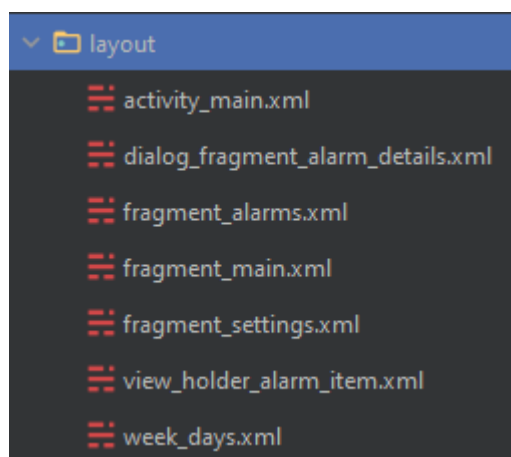 layout
activity_main.xml
dialog_fragment_alarm_details.xml
fragment_alarms.xml
fragment_main.xml
fragment_settings.xml
view_holder_alarm_item.xml
week_days.xml